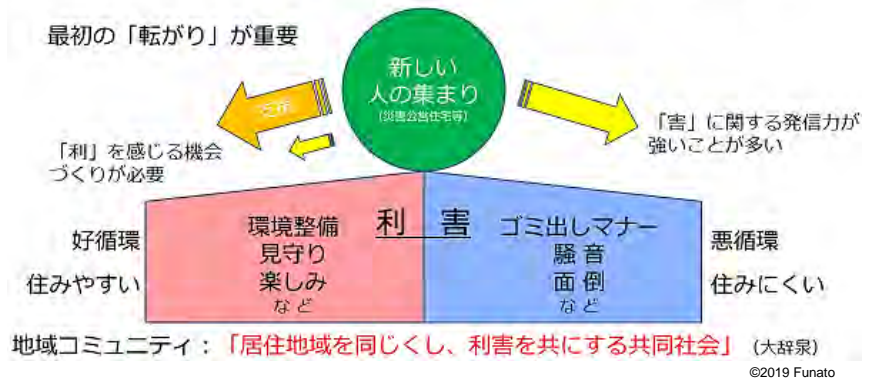 最初の「転がり」が重要
新しい
人の集まり
(災害公営住宅等)
「害」に関する発信力が
強いことが多い
「利」を感じる機会
づくりが必要
好循環
住みやすい
環境整備
見守り
楽しみ
など
利 害
ゴミ出しマナー
騒音
面倒
など
悪循環
住みにくい
地域コミュニティ:「居住地域を同じくし、利害を共にする共同社会」(大辞泉)
©2019 Funato